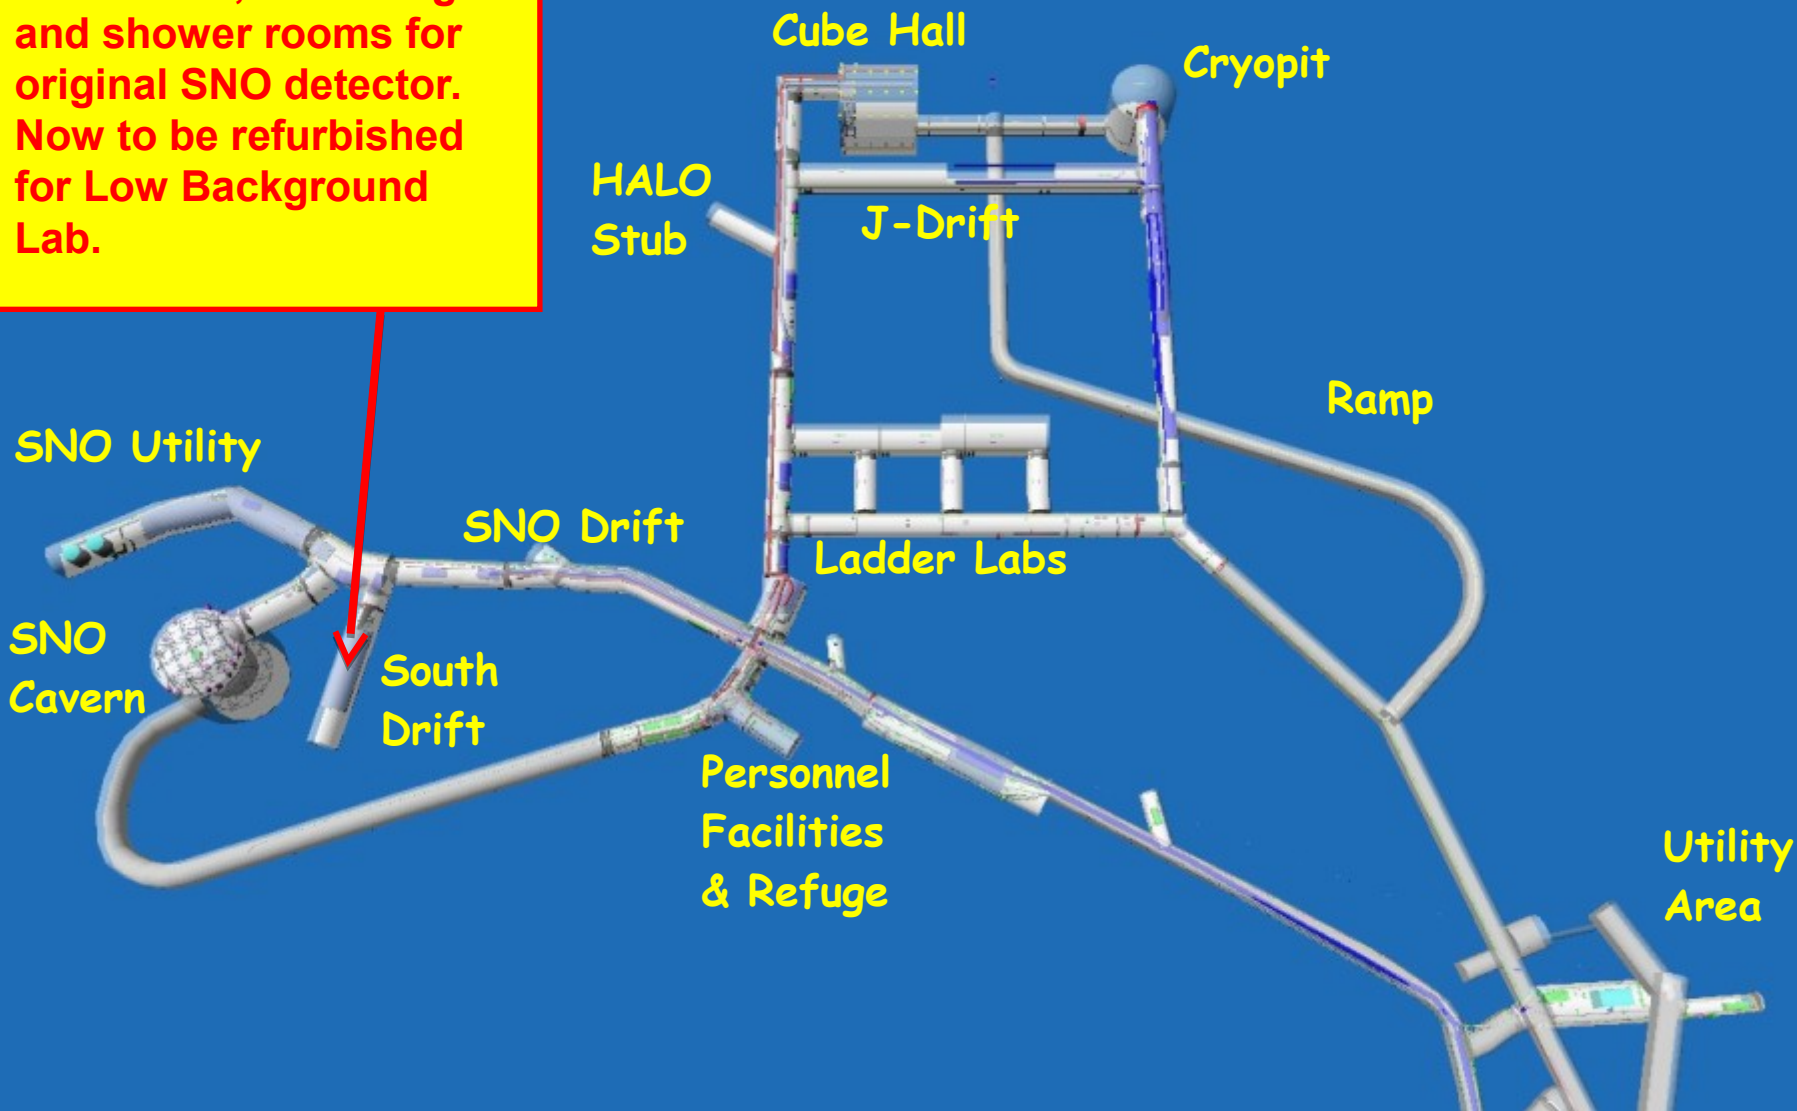 and shower rooms for
original SNO detector.
Now to be refurbished
for Low Background
Lab.
Cube Hall
Cryopit
HALO
Stub
J-Drift
Ramp
SNO Utility
SNO Drift
Ladder Labs
SNO
Cavern
South
Drift
Personnel
Facilities
& Refuge
Utility
Area